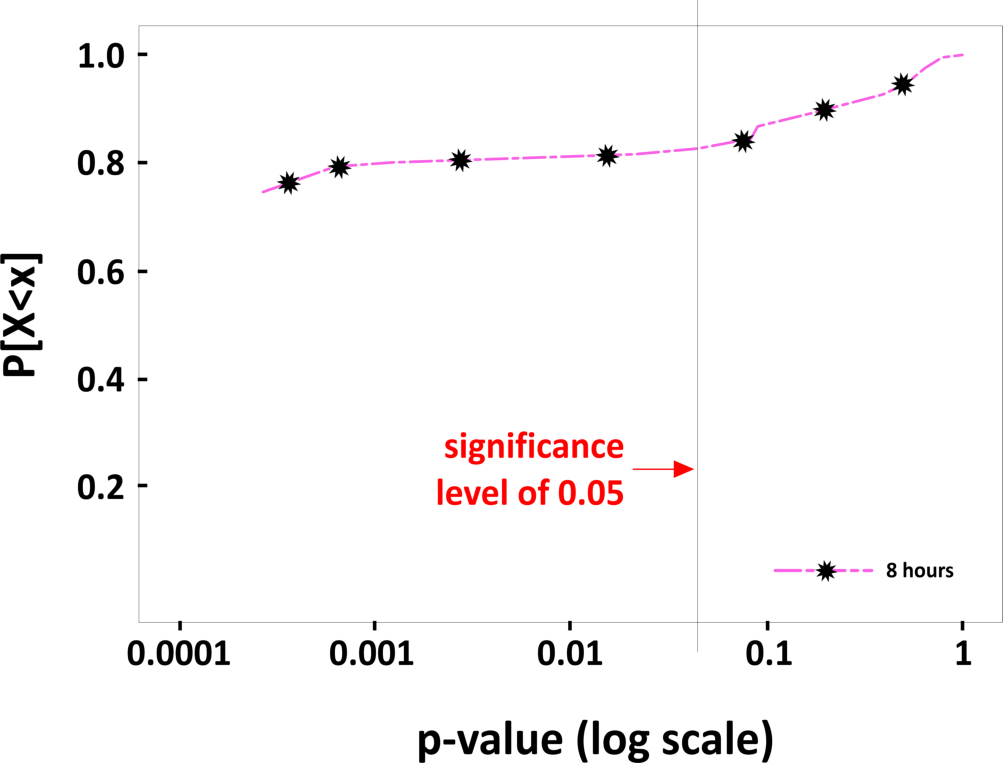 1.0
0.8
0.6
0.4
0.2
P[X<x]
significance
level of 0.05
8 hours
0.0001 0.001 0.01 0.1 1
p-value (log scale)